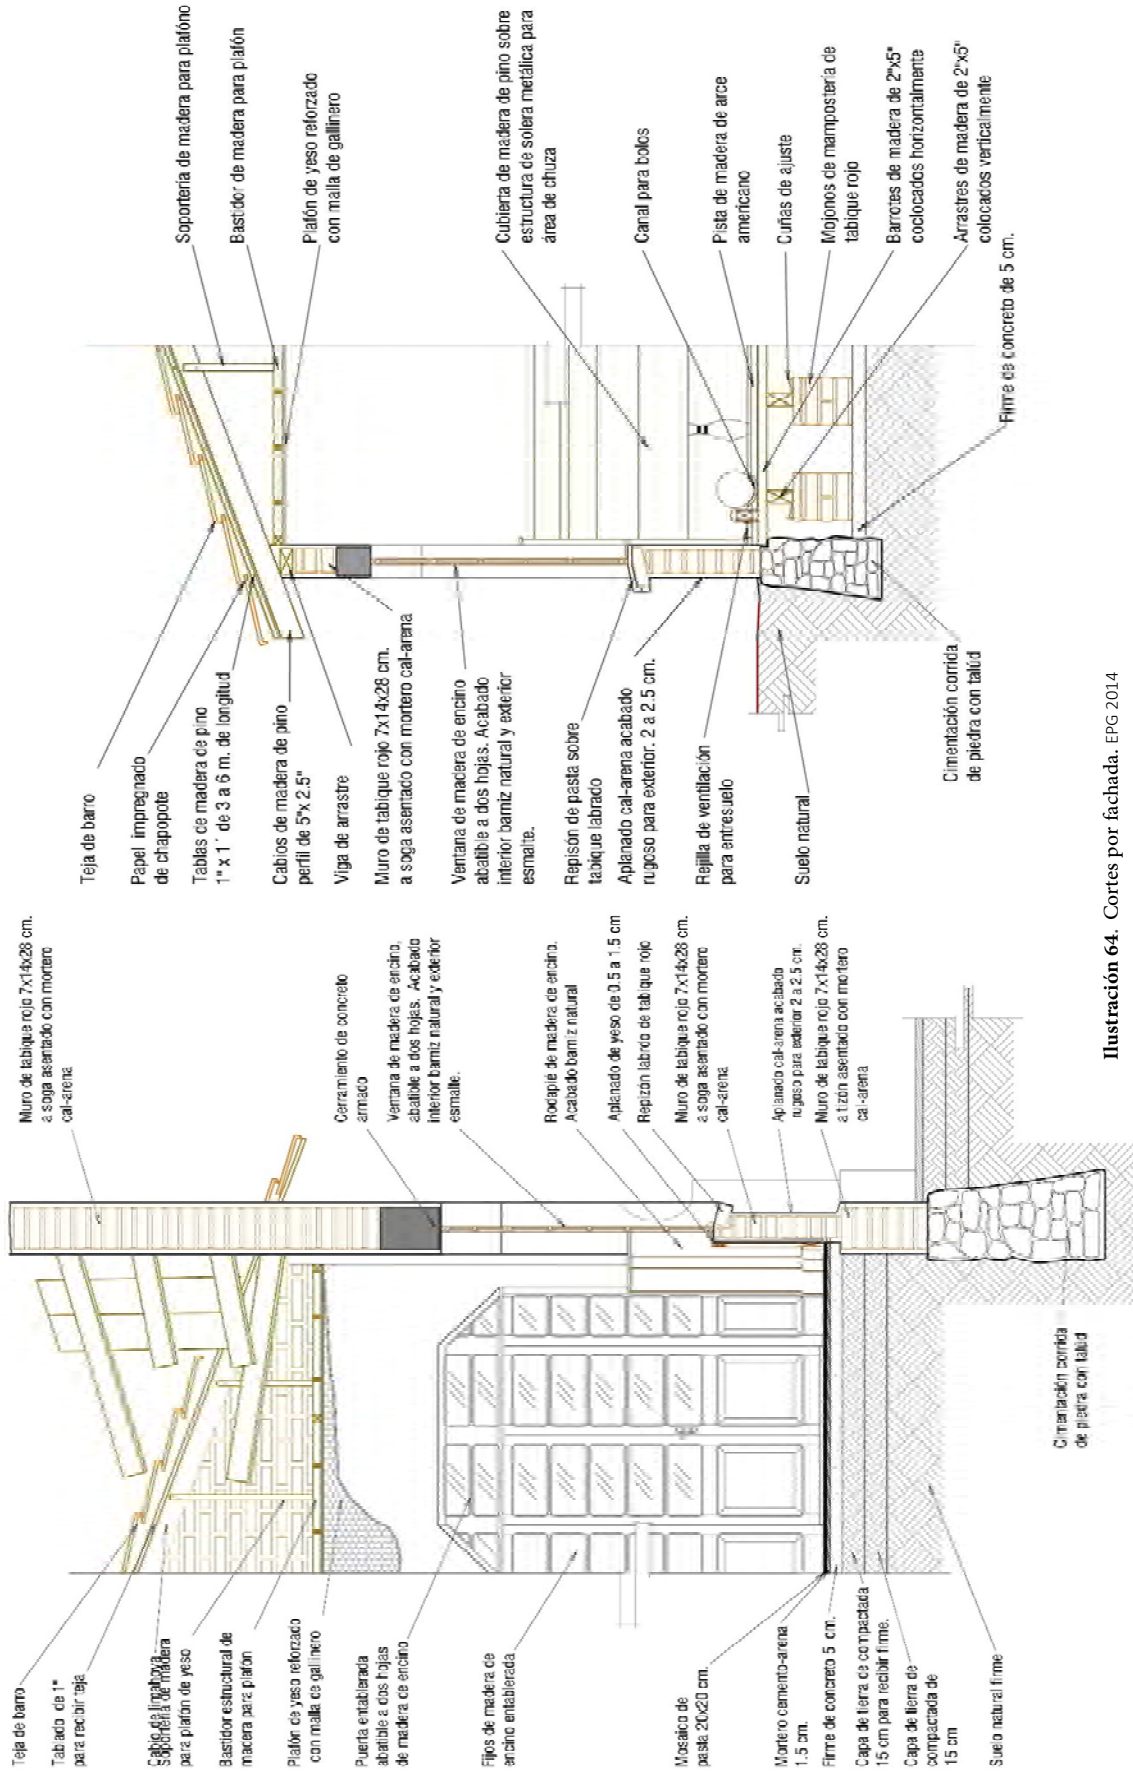 Teja de barro
Tablado de 1"
para recibir teja
Soportería de madera
para plafón de yeso
Bastidor estructural de
macera para plafón
Plafón de yeso reforzado
con malla de gallinero
Puerta entablerada
abatible a dos hojas
de madera de encino
Fijos de madera de
encino entablerada
Mosaico de
pasta 20x20 cm.
Mortero cemento-arena
1.5 cm.
Firme de concreto 5 cm.
Capa de tierra de compactada
15 cm para recibir firme.
Capa de tierra de
compactada de
15 cm
Suelo natural firme
Muro de tabique rojo 7x14x28 cm.
a soga asentado con mortero
cal-arena
Cerramiento de concreto
armado
Ventana de madera de encino,
abatible a dos hojas. Acabado
interior barniz natural y exterior
esmalte.
Rodapié de madera de encino.
Acabado barniz natural
Aplanado de yeso de 0.5 a 1.5 cm
Repizón labrdo de tabique rojo
Muro de tabique rojo 7x14x28 cm.
a soga asentado con mortero
cal-arena
Aplanado cal-arena acabado
rugoso para exterior 2 a 2.5 cm.
Muro de tabique rojo 7x14x28 cm.
a tizón asentado con mortero
cal-arena
Cimentación corrida
de piedra con talúd
Teja de barro
Papel impregnado
de chapopote
Tablas de madera de pino
1" x 1´ de 3 a 6 m. de longitud
Cabios de madera de pino
perfil de 5"x 2.5"
Viga de arrastre
Muro de tabique rojo 7x14x28 cm.
a soga asentado con mortero cal-arena
Ventana de madera de encino
abatible a dos hojas. Acabado
interior barniz natural y exterior
esmalte.
Repisón de pasta sobre
tabique labrado
Aplanado cal-arena acabado
rugoso para exterior. 2 a 2.5 cm.
Rejilla de ventilación
para entresuelo
Suelo natural
Cimentación corrida
de piedra con talúd
Soportería de madera para plafóno
Bastidor de madera para plafón
Plafón de yeso reforzado
con malla de gallinero
Cubierta de madera de pino sobre
estructura de solera metálica para
área de chuza
Canal para bolos
Pista de madera de arce
americano
Cuñas de ajuste
Mojonos de mampostería de
tabique rojo
Barrotes de madera de 2"x5"
coclocados horizontalmente
Arrastres de madera de 2"x5"
colocados verticalmente
Firme de concreto de 5 cm.
Ilustración 64. Cortes por fachada. EPG 2014